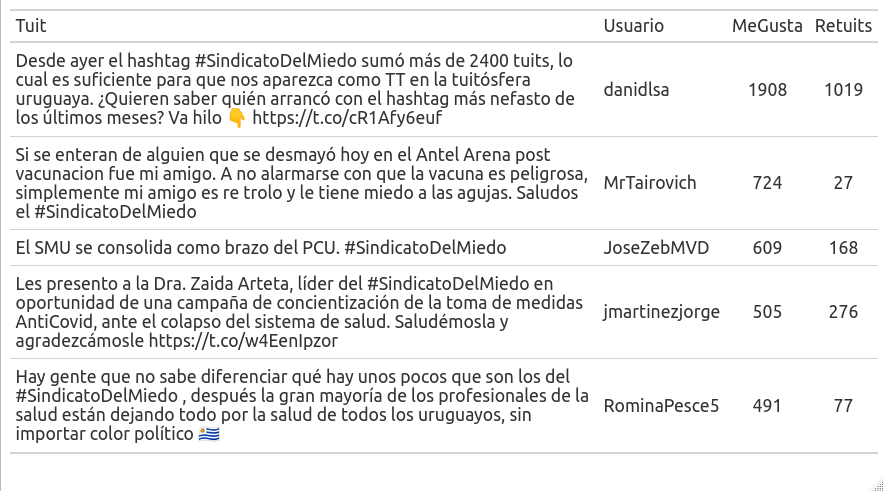 Tuit Usuario MeGusta Retuits
Desde ayer el hashtag #SindicatoDelMiedo sumó más de 2400 tuits, lo
cual es suficiente para que nos aparezca como TT en la tuitósfera
uruguaya. ¿Quieren saber quién arrancó con el hashtag más nefasto de
los últimos meses? Va hilo 👇 https://t.co/cR1Afy6euf
danidlsa 1908 1019
Si se enteran de alguien que se desmayó hoy en el Antel Arena post
vacunacion fue mi amigo. A no alarmarse con que la vacuna es peligrosa,
simplemente mi amigo es re trolo y le tiene miedo a las agujas. Saludos
el #SindicatoDelMiedo
MrTairovich 724 27
El SMU se consolida como brazo del PCU. #SindicatoDelMiedo JoseZebMVD 609 168
Les presento a la Dra. Zaida Arteta, líder del #SindicatoDelMiedo en
oportunidad de una campaña de concientización de la toma de medidas
AntiCovid, ante el colapso del sistema de salud. Saludémosla y
agradezcámosle https://t.co/w4EenIpzor
jmartinezjorge 505 276
Hay gente que no sabe diferenciar qué hay unos pocos que son los del
#SindicatoDelMiedo , después la gran mayoría de los profesionales de la
salud están dejando todo por la salud de todos los uruguayos, sin
importar color político 🇺🇾
RominaPesce5 491 77